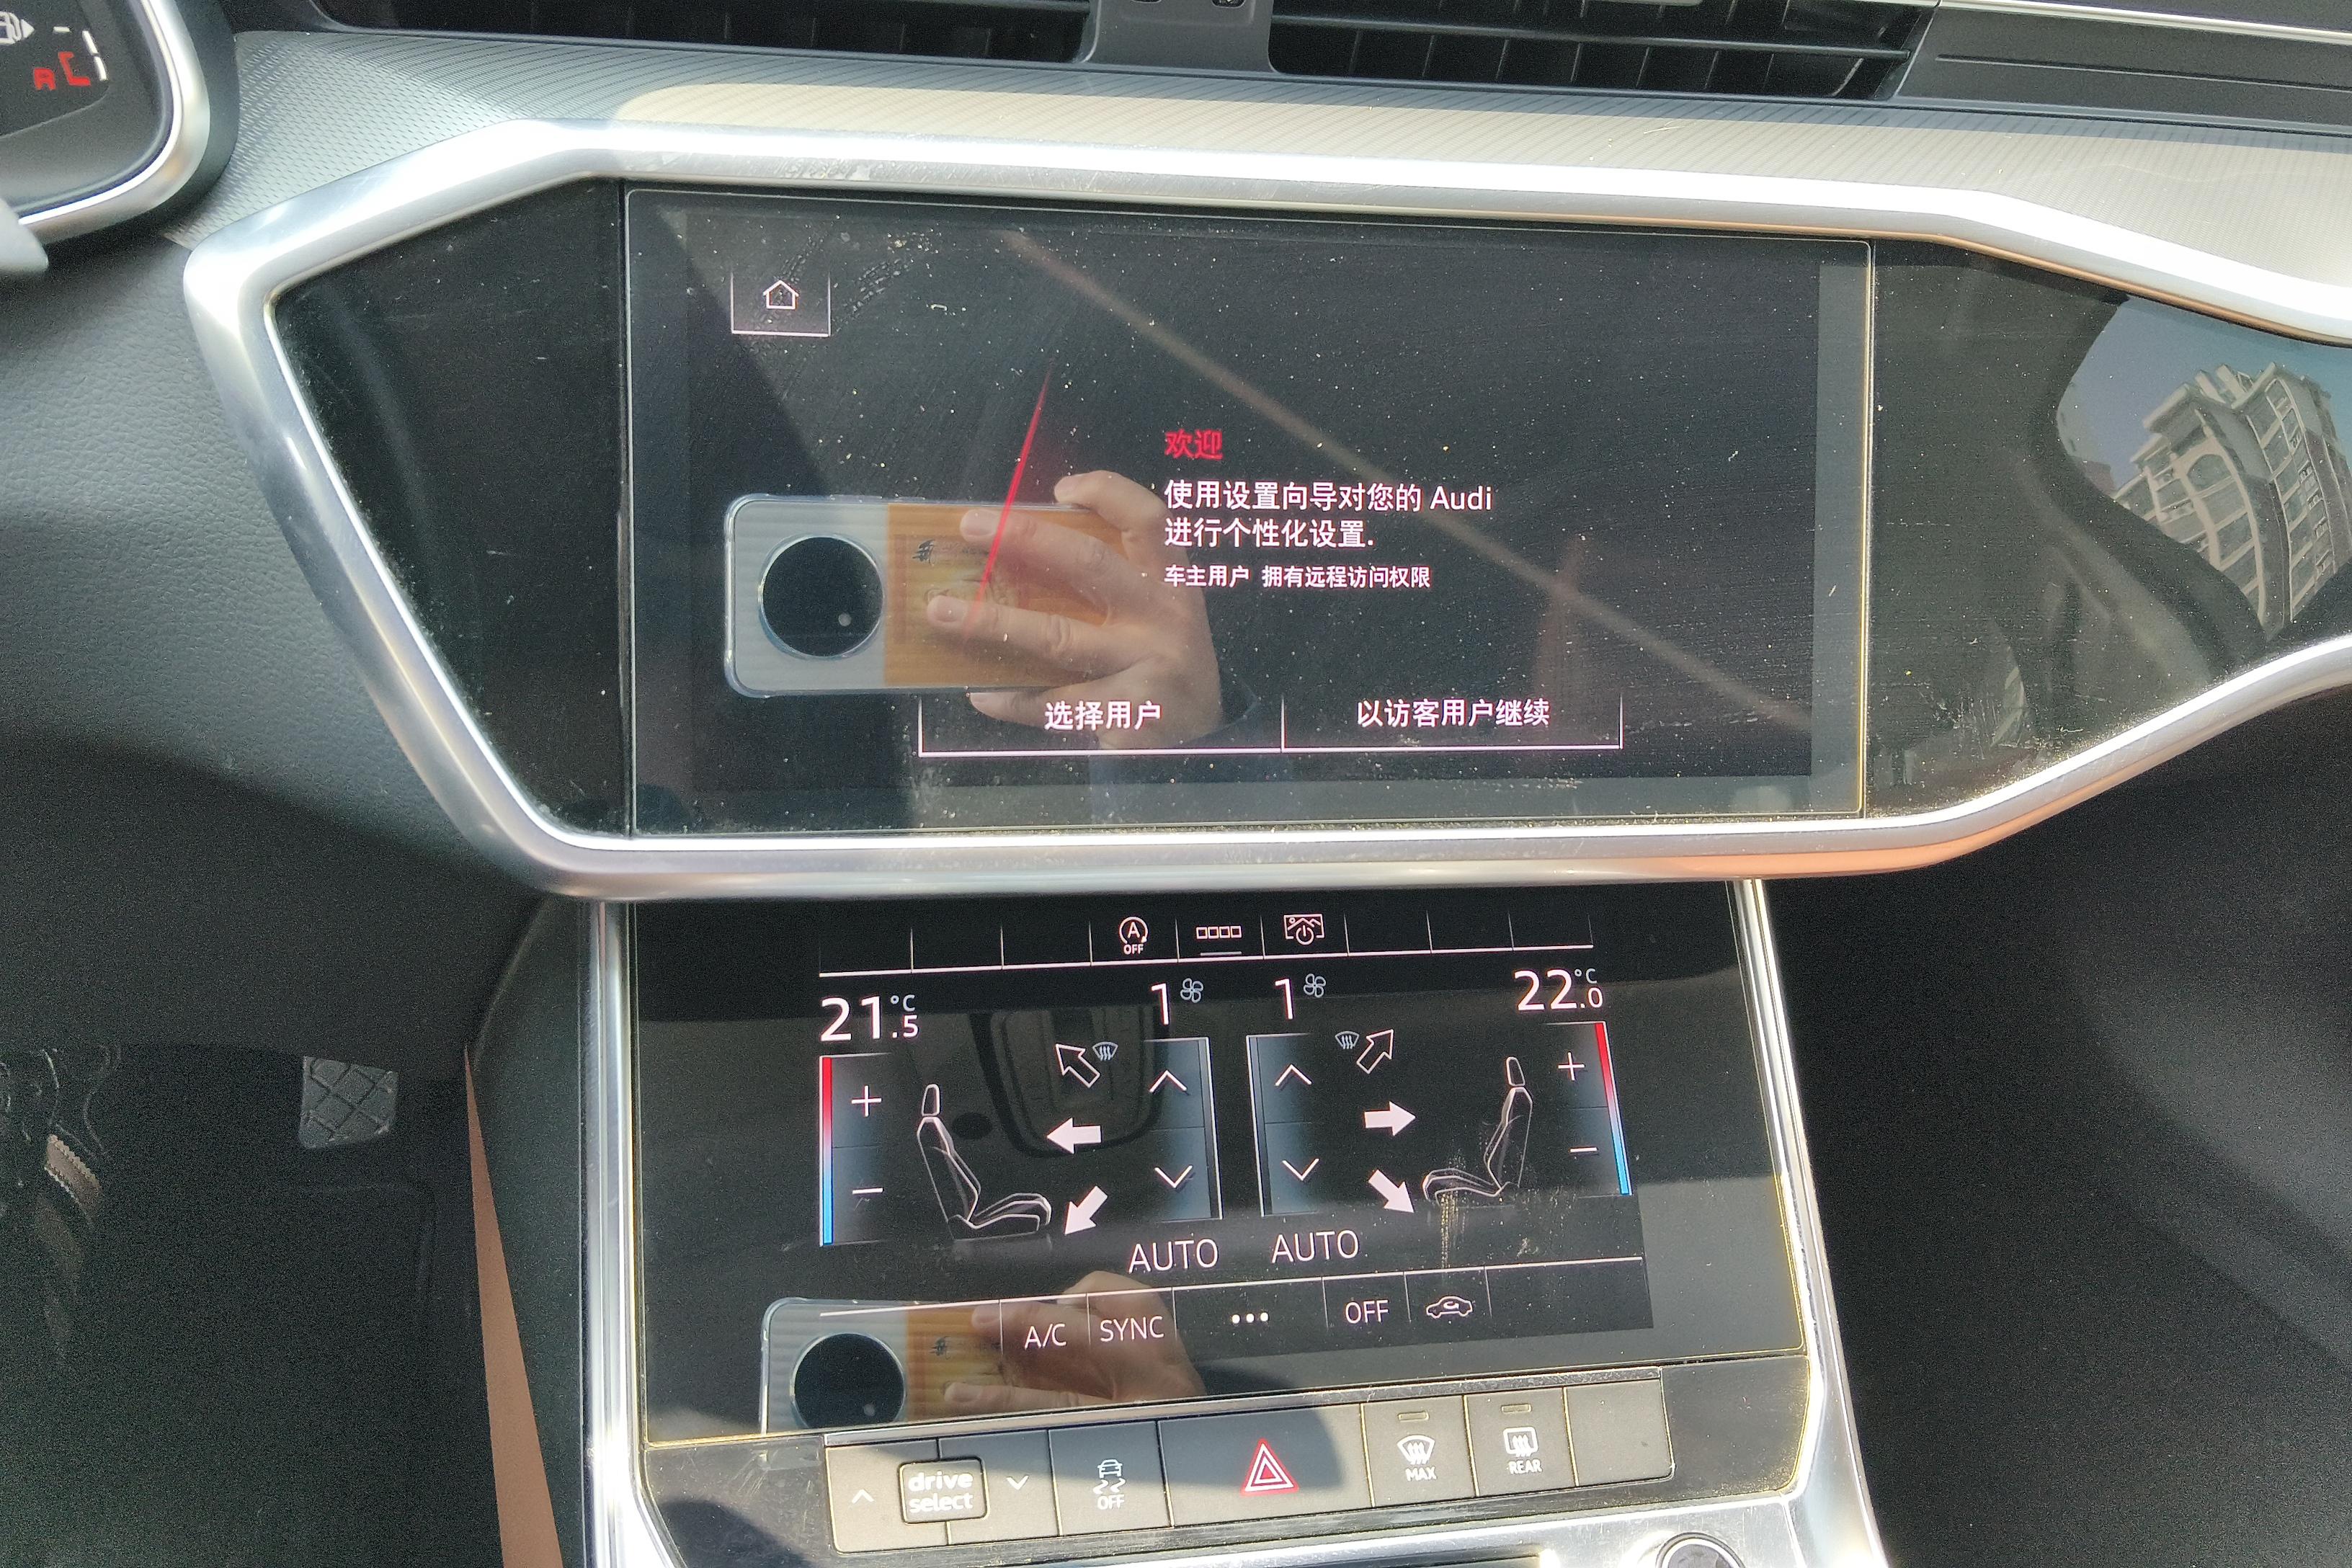 欢迎
使用设置向导对您的 Audi
进行个性化设置.
车主用户 拥有远程访问权限
选择用户 以访客用户继续
A
OFF
21.5 °C 1 1 22.0 °C
AUTO AUTO
A/C SYNC ••• OFF
drive
select
OFF
MAX
REAR